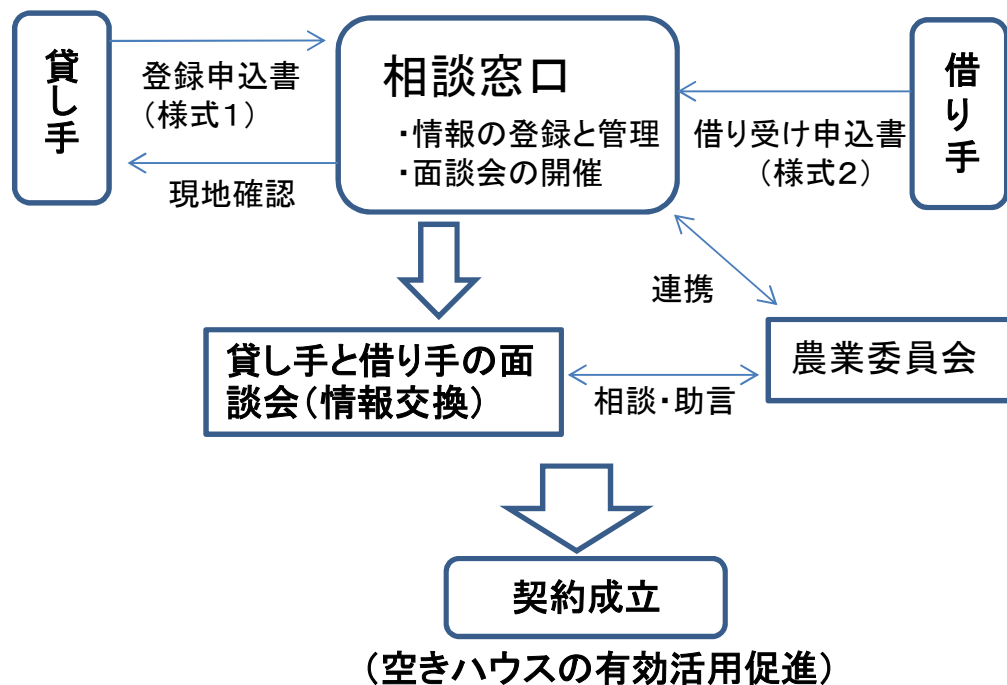 貸し手
登録申込書
（様式１）
現地確認
相談窓口
・情報の登録と管理
・面談会の開催
借り受け申込書
（様式２）
借り手
連携
貸し手と借り手の面
談会（情報交換）
相談・助言
農業委員会
契約成立
（空きハウスの有効活用促進）